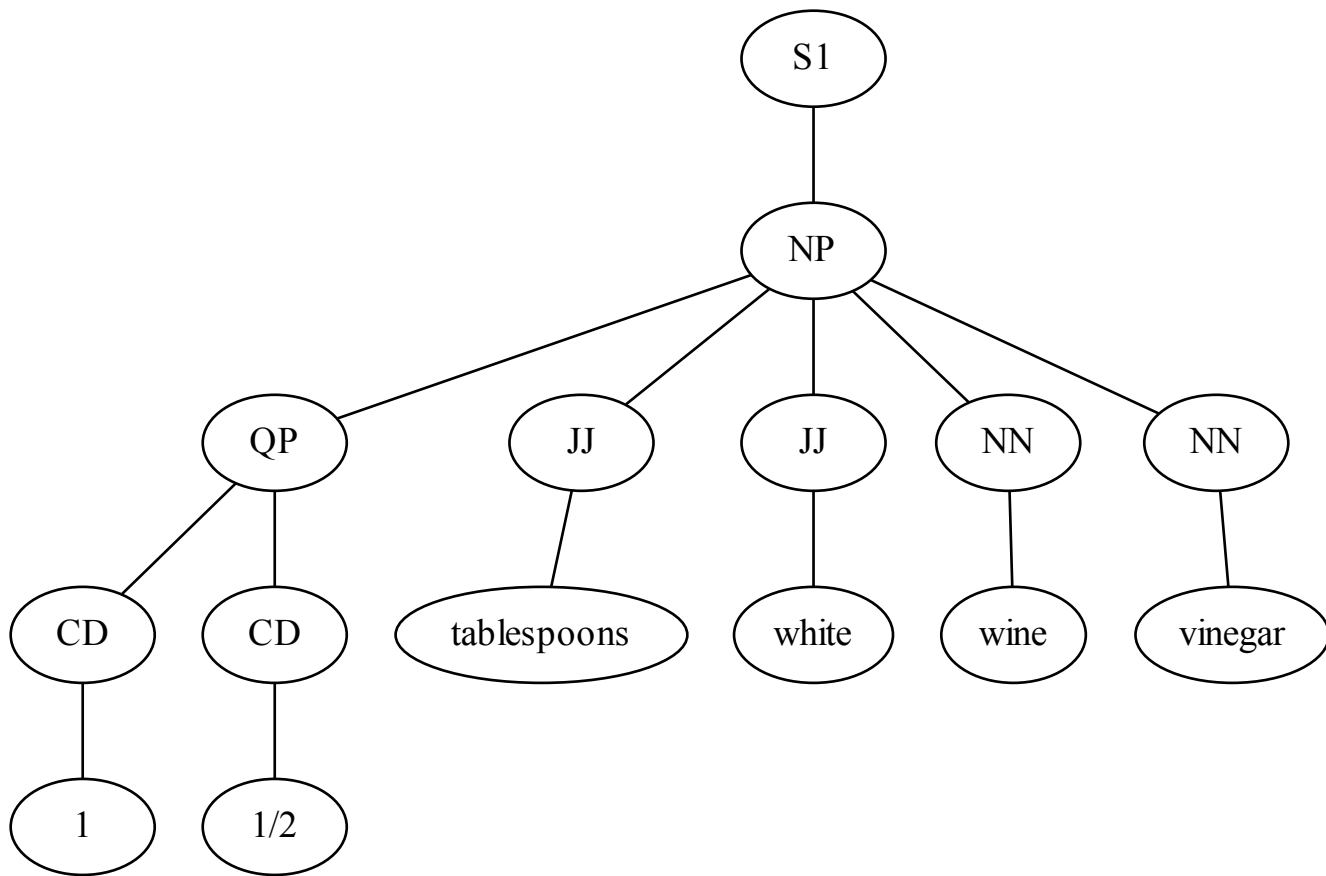 S1
NP
QP JJ JJ NN NN
CD CD tablespoons white wine vinegar
1 1/2